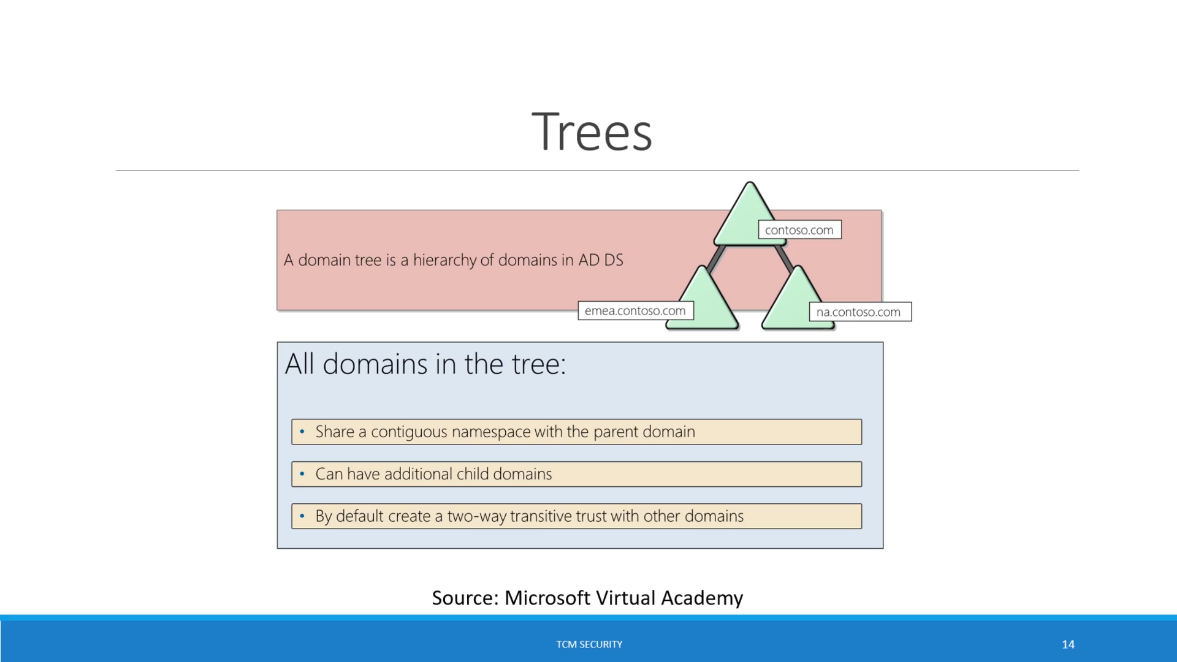 Trees
contoso.com
A domain tree is a hierarchy of domains in AD DS
emea.contoso.com
na.contoso.com
All domains in the tree:
• Share a contiguous namespace with the parent domain
• Can have additional child domains
• By default create a two-way transitive trust with other domains
Source: Microsoft Virtual Academy
TCM SECURITY
14